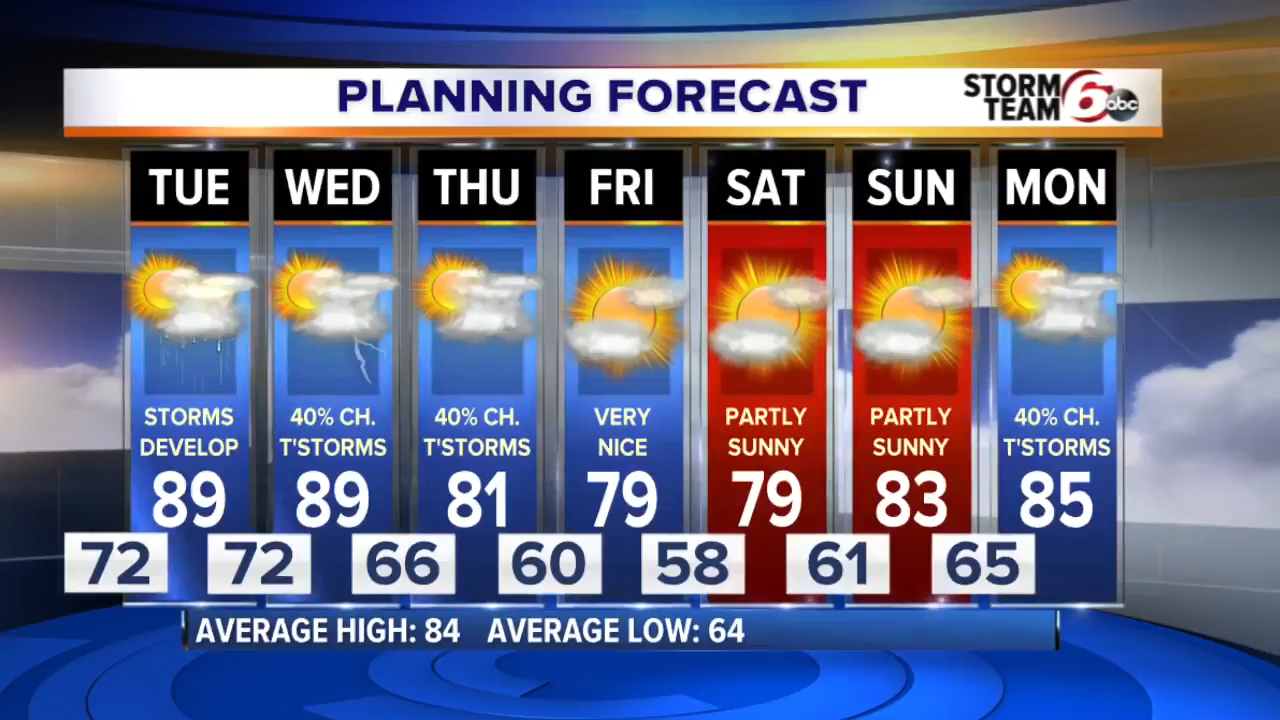 PLANNING FORECAST
STORM
TEAM 6 abc
TUE WED THU FRI SAT SUN MON
STORMS DEVELOP
40% CH. T'STORMS
40% CH. T'STORMS
VERY NICE
PARTLY SUNNY
PARTLY SUNNY
40% CH. T'STORMS
89 89 81 79 79 83 85
72 72 66 60 58 61 65
AVERAGE HIGH: 84 AVERAGE LOW: 64